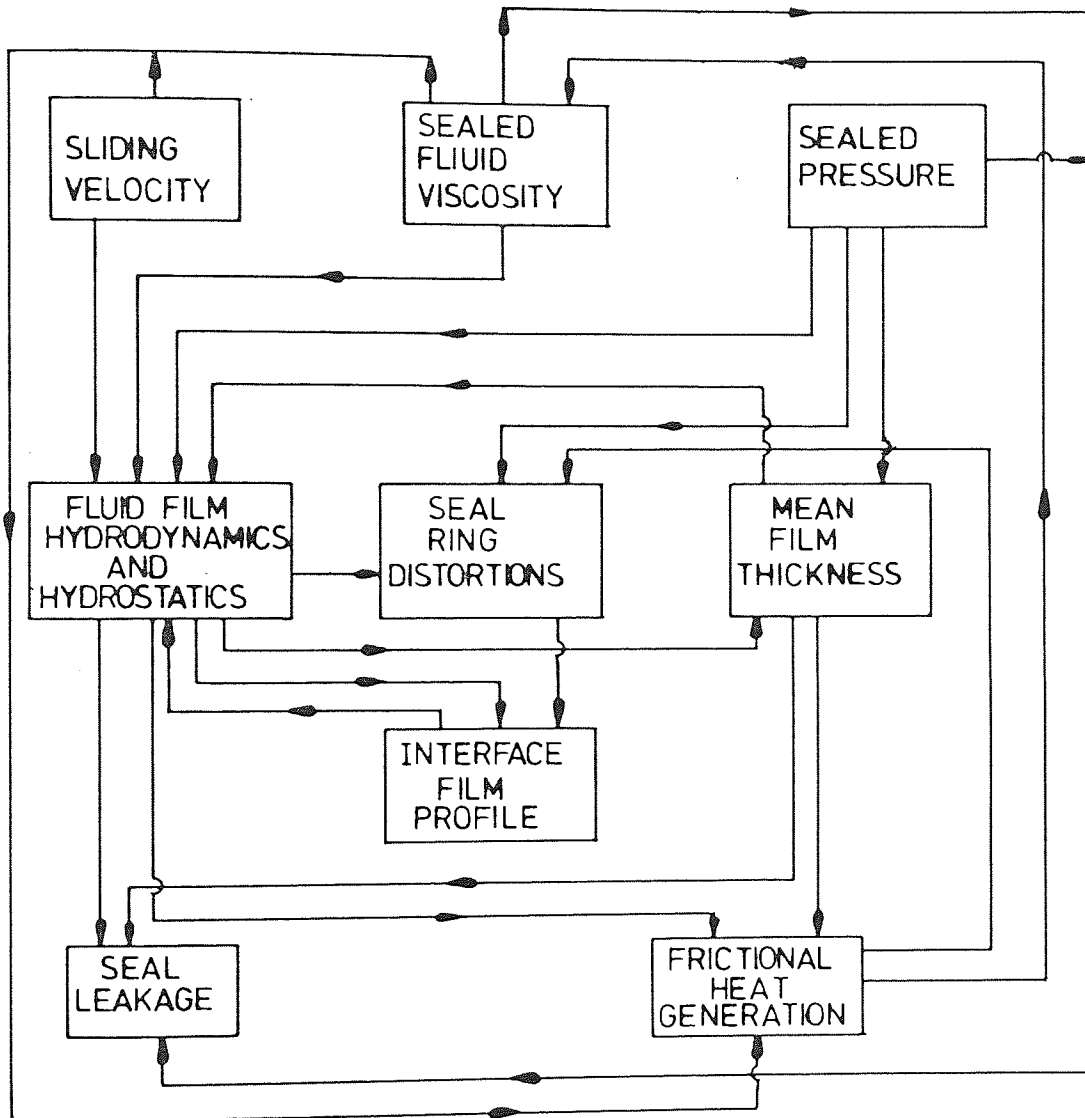 SLIDING
VELOCITY
SEALED
FLIUID
VISCOSITY
SEALED
PRESSURE
FLUID FILM
HYDRODYNAMICS
AND
HYDROSTATICS
SEAL
RING
DISTORTIONS
MEAN
FILM
THICKNESS
INTERFACE
FILM
PROFILE
SEAL
LEAKAGE
FRICTIONAL
HEAT
GENERATION